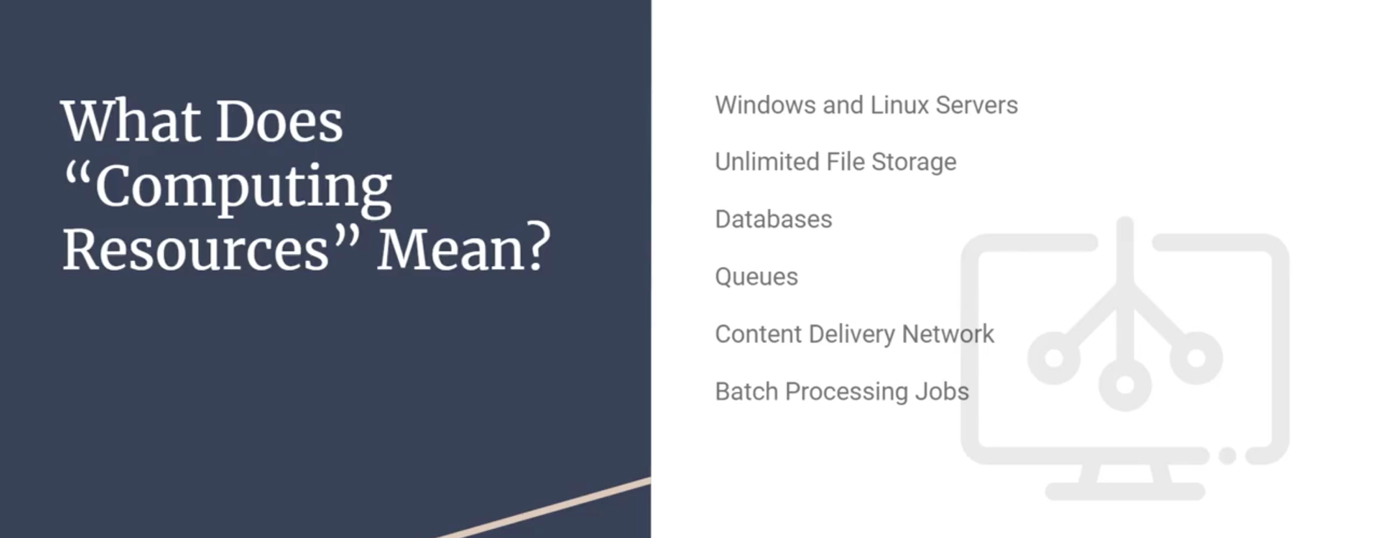 What Does
“Computing
Resources” Mean?
Windows and Linux Servers
Unlimited File Storage
Databases
Queues
Content Delivery Network
Batch Processing Jobs